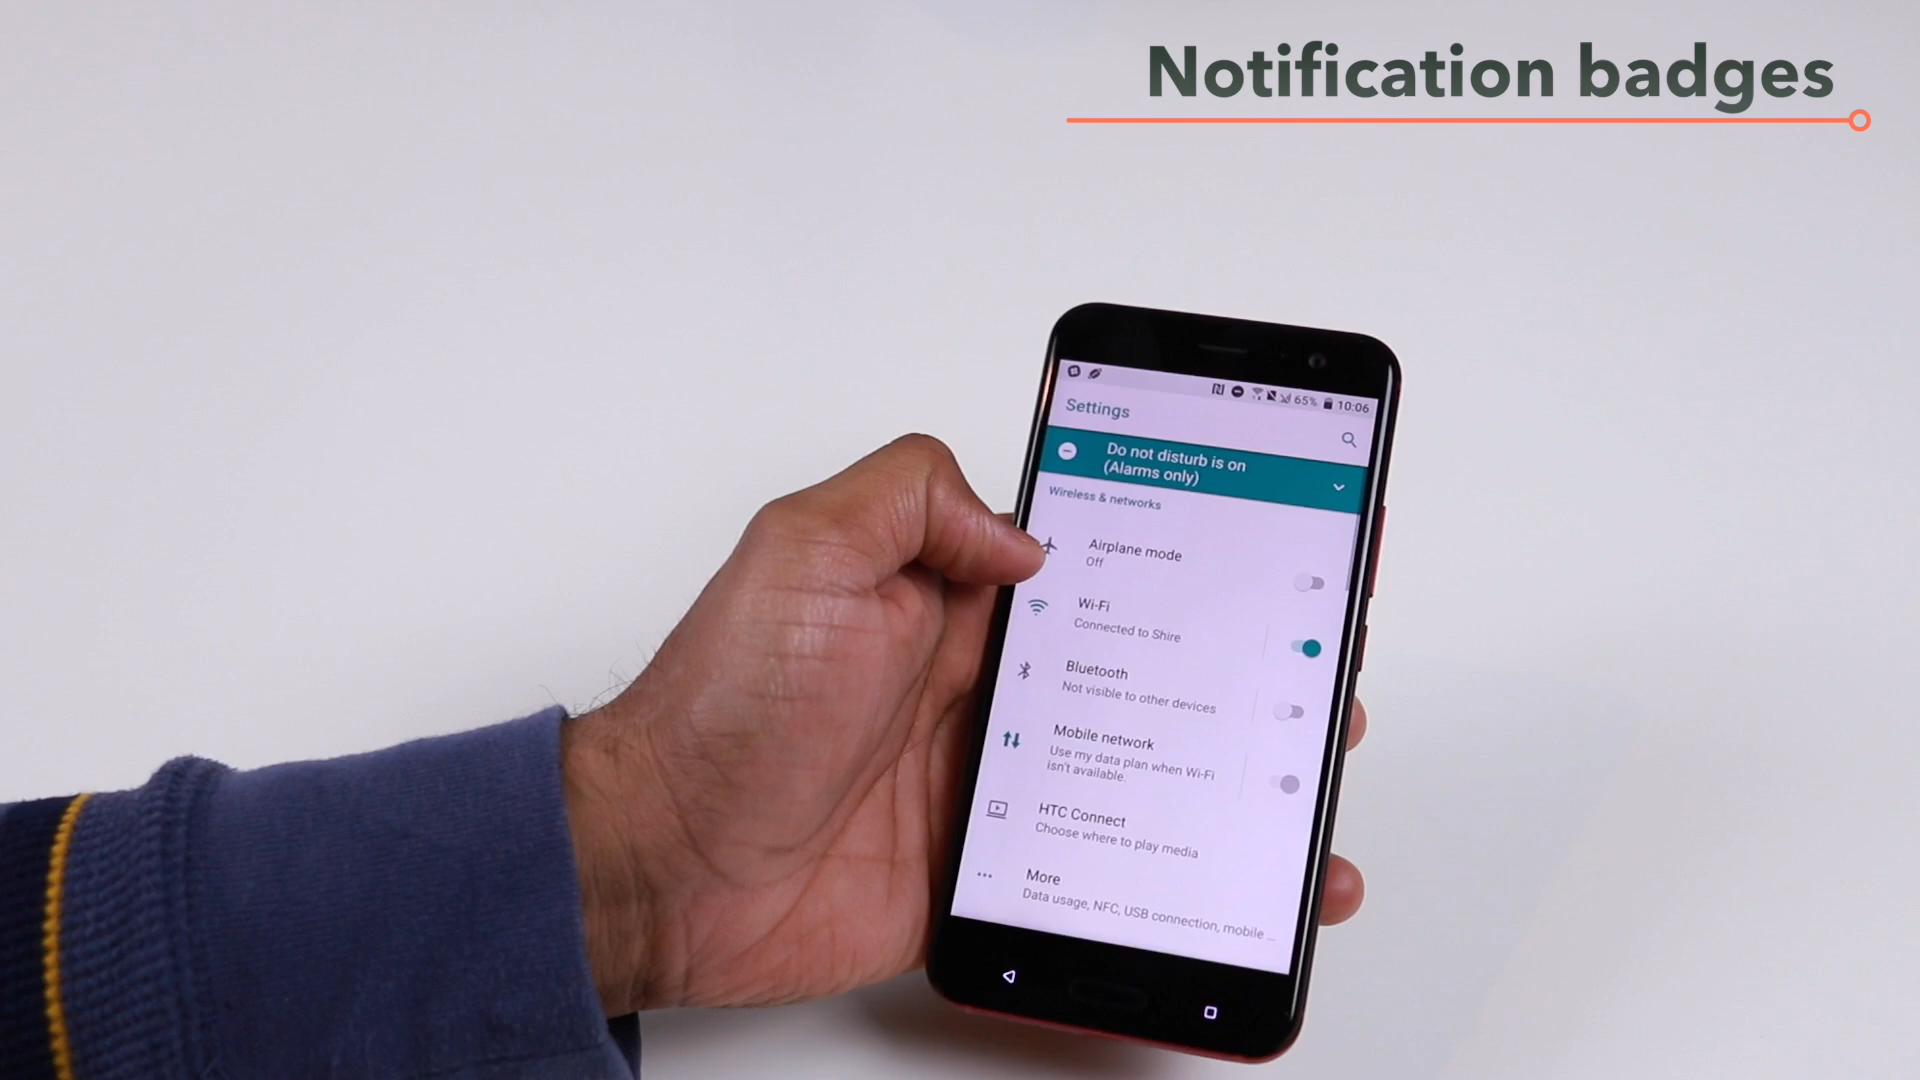 Notification badges
65% 10:06
Settings
Do not disturb is on
(Alarms only)
Wireless & networks
Airplane mode
Off
Wi-Fi
Connected to Shire
Bluetooth
Not visible to other devices
Mobile network
Use my data plan when Wi-Fi
isn't available.
HTC Connect
Choose where to play media
More
Data usage, NFC, USB connection, mobile ...